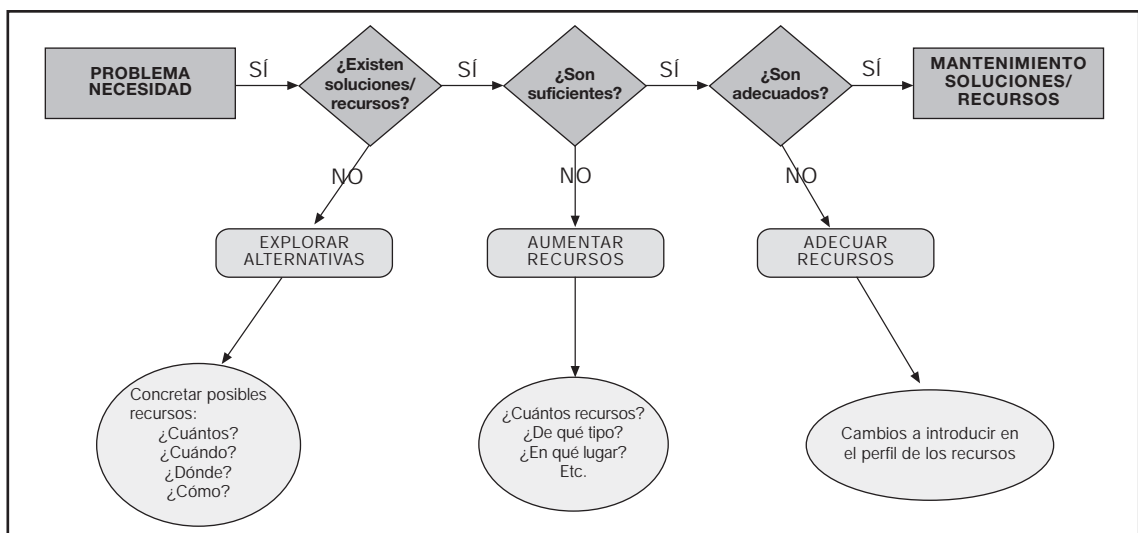 PROBLEMA
NECESIDAD
SÍ
¿Existen
soluciones/
recursos?
SÍ
¿Son
suficientes?
SÍ
¿Son
adecuados?
SÍ
MANTENIMIENTO
SOLUCIONES/
RECURSOS
NO
NO
NO
EXPLORAR
ALTERNATIVAS
AUMENTAR
RECURSOS
ADECUAR
RECURSOS
Concretar posibles
recursos:
¿Cuántos?
¿Cuándo?
¿Dónde?
¿Cómo?
¿Cuántos recursos?
¿De qué tipo?
¿En qué lugar?
Etc.
Cambios a introducir en
el perfil de los recursos